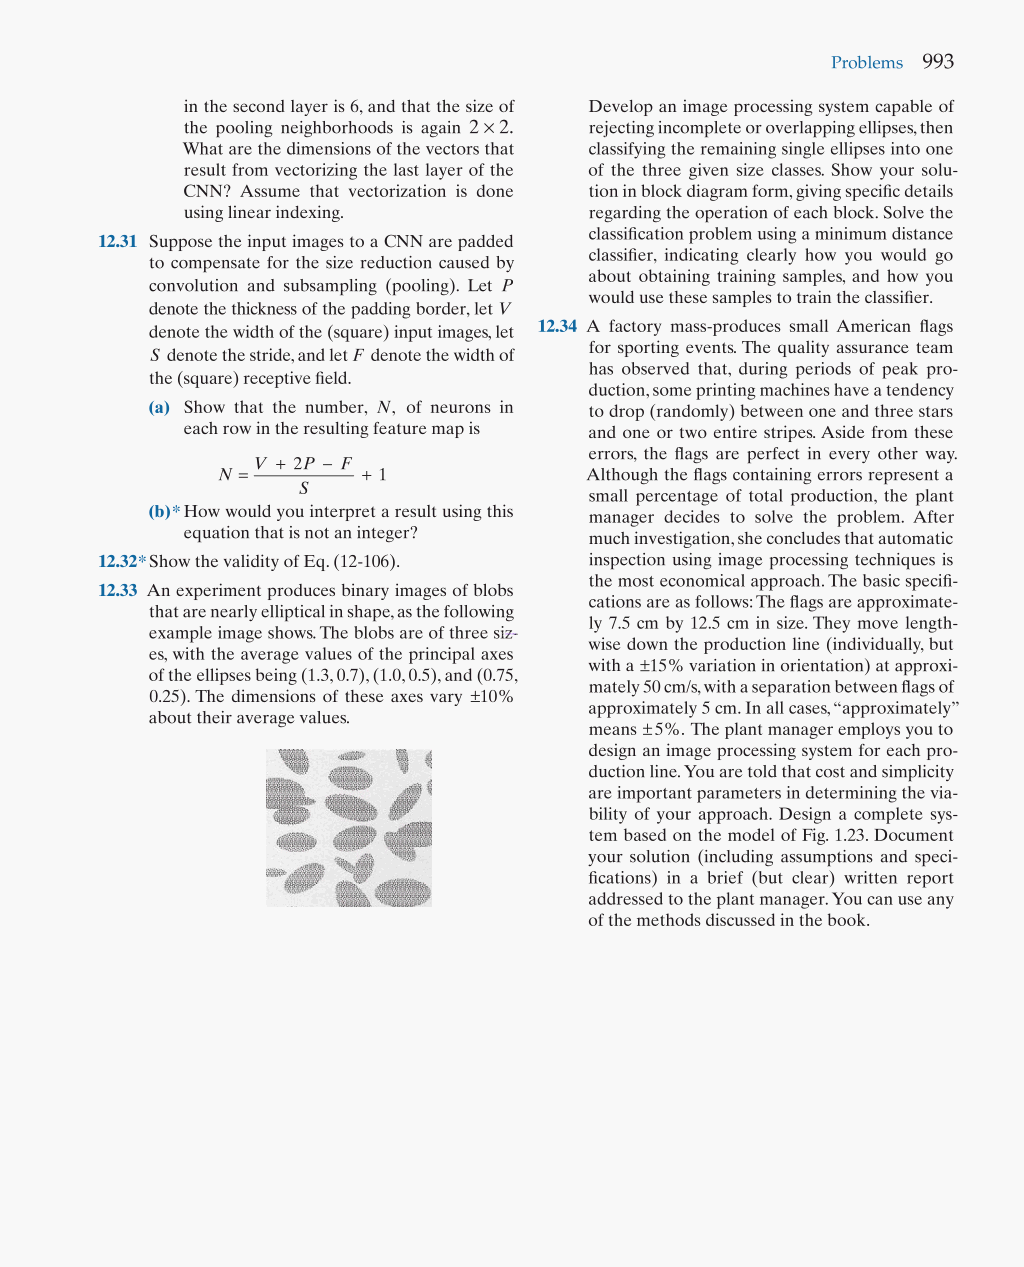 Problems 993
in the second layer is 6, and that the size of
the pooling neighborhoods is again 2 × 2.
What are the dimensions of the vectors that
result from vectorizing the last layer of the
CNN? Assume that vectorization is done
using linear indexing.
12.31 Suppose the input images to a CNN are padded
to compensate for the size reduction caused by
convolution and subsampling (pooling). Let P
denote the thickness of the padding border, let V
denote the width of the (square) input images, let
S denote the stride, and let F denote the width of
the (square) receptive field.
(a) Show that the number, N, of neurons in
each row in the resulting feature map is
N = (V + 2P − F)/S + 1
(b)* How would you interpret a result using this
equation that is not an integer?
12.32* Show the validity of Eq. (12-106).
12.33 An experiment produces binary images of blobs
that are nearly elliptical in shape, as the following
example image shows. The blobs are of three siz-
es, with the average values of the principal axes
of the ellipses being (1.3, 0.7), (1.0, 0.5), and (0.75,
0.25). The dimensions of these axes vary ±10%
about their average values.
Develop an image processing system capable of
rejecting incomplete or overlapping ellipses, then
classifying the remaining single ellipses into one
of the three given size classes. Show your solu-
tion in block diagram form, giving specific details
regarding the operation of each block. Solve the
classification problem using a minimum distance
classifier, indicating clearly how you would go
about obtaining training samples, and how you
would use these samples to train the classifier.
12.34 A factory mass-produces small American flags
for sporting events. The quality assurance team
has observed that, during periods of peak pro-
duction, some printing machines have a tendency
to drop (randomly) between one and three stars
and one or two entire stripes. Aside from these
errors, the flags are perfect in every other way.
Although the flags containing errors represent a
small percentage of total production, the plant
manager decides to solve the problem. After
much investigation, she concludes that automatic
inspection using image processing techniques is
the most economical approach. The basic specifi-
cations are as follows: The flags are approximate-
ly 7.5 cm by 12.5 cm in size. They move length-
wise down the production line (individually, but
with a ±15% variation in orientation) at approxi-
mately 50 cm/s, with a separation between flags of
approximately 5 cm. In all cases, “approximately”
means ±5%. The plant manager employs you to
design an image processing system for each pro-
duction line. You are told that cost and simplicity
are important parameters in determining the via-
bility of your approach. Design a complete sys-
tem based on the model of Fig. 1.23. Document
your solution (including assumptions and speci-
fications) in a brief (but clear) written report
addressed to the plant manager. You can use any
of the methods discussed in the book.